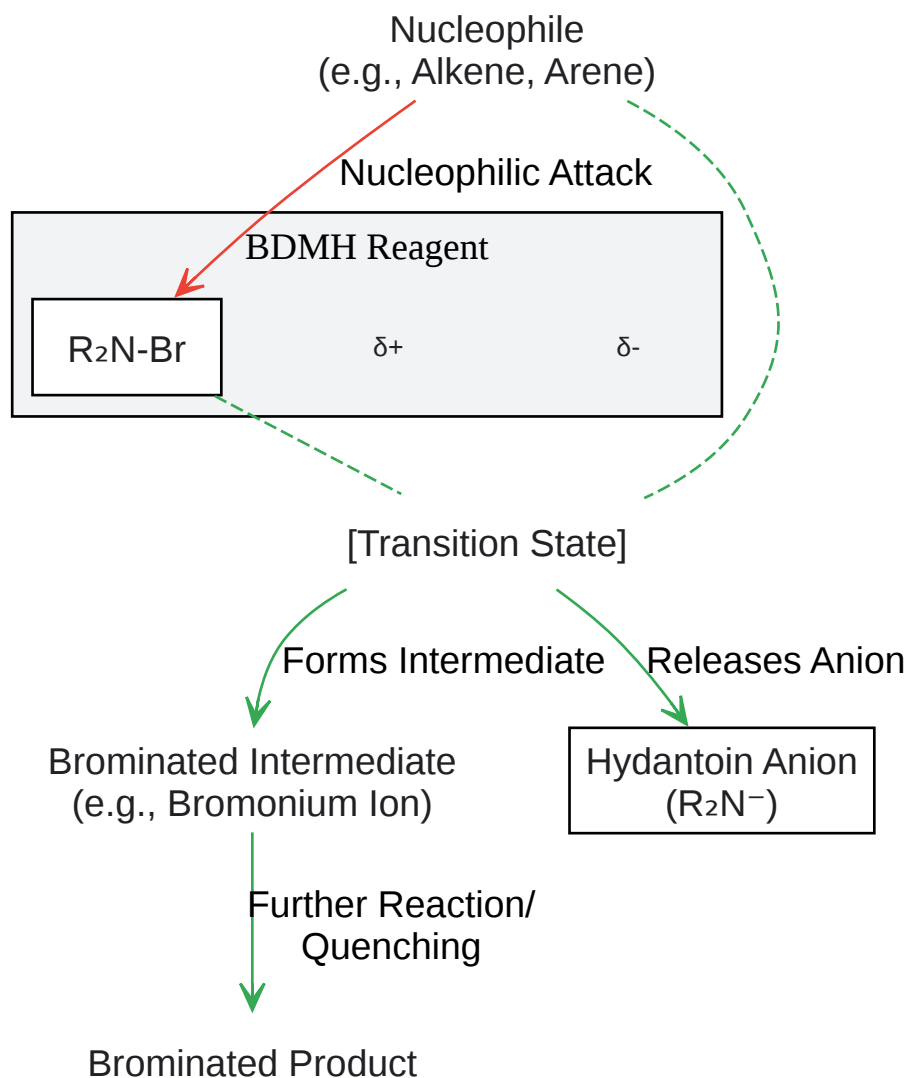 Nucleophile
(e.g., Alkene, Arene)
Nucleophilic Attack
BDMH Reagent
R₂N-Br
δ+
δ-
[Transition State]
Forms Intermediate
Releases Anion
Brominated Intermediate
(e.g., Bromonium Ion)
Hydantoin Anion
(R₂N⁻)
Further Reaction/
Quenching
Brominated Product